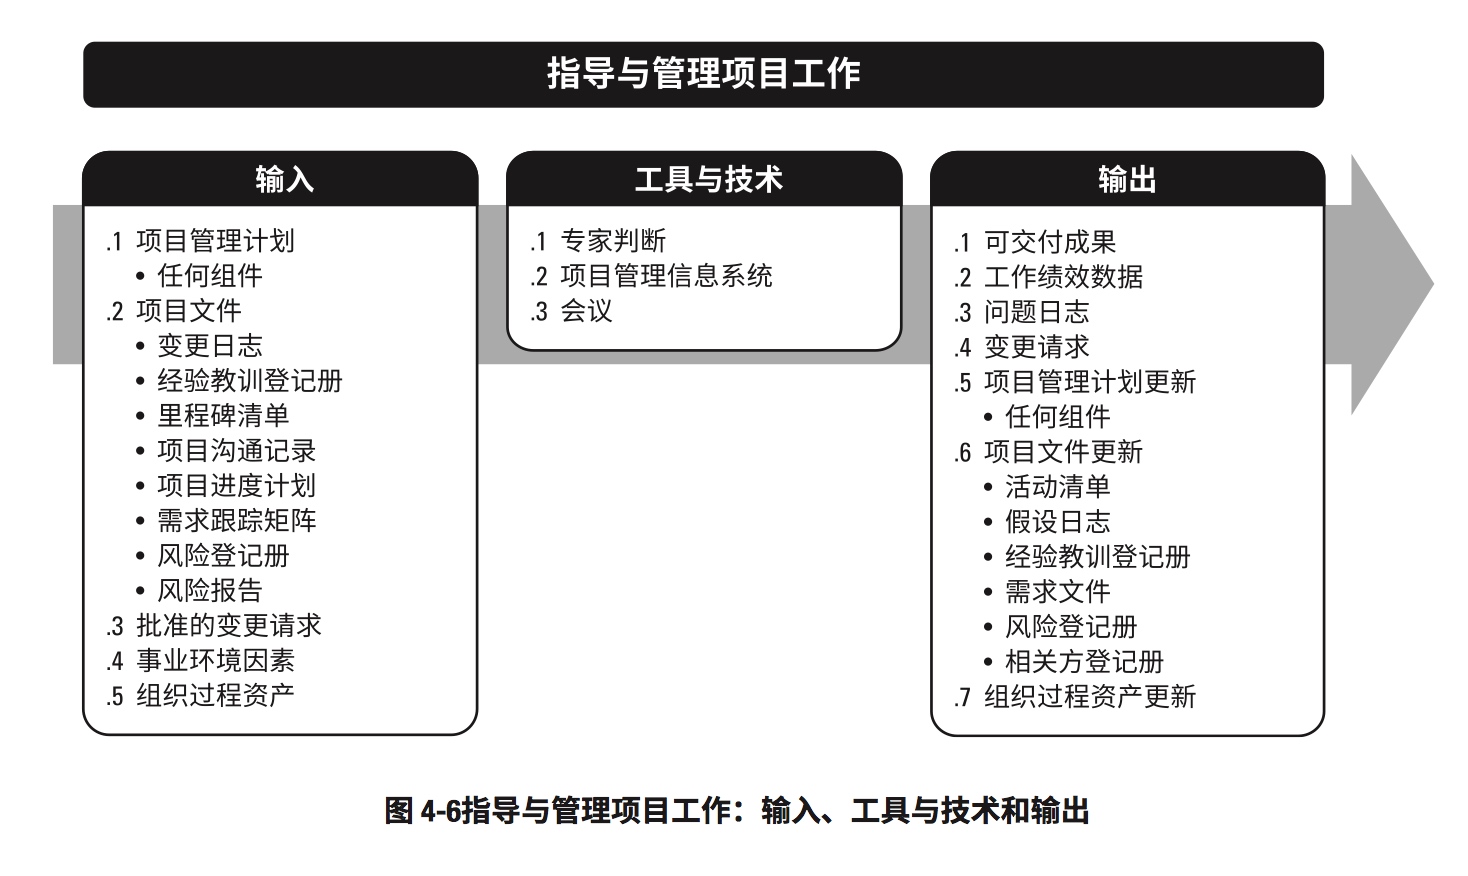 指导与管理项目工作
输入
.1 项目管理计划
• 任何组件
.2 项目文件
• 变更日志
• 经验教训登记册
• 里程碑清单
• 项目沟通记录
• 项目进度计划
• 需求跟踪矩阵
• 风险登记册
• 风险报告
.3 批准的变更请求
.4 事业环境因素
.5 组织过程资产
工具与技术
.1 专家判断
.2 项目管理信息系统
.3 会议
输出
.1 可交付成果
.2 工作绩效数据
.3 问题日志
.4 变更请求
.5 项目管理计划更新
• 任何组件
.6 项目文件更新
• 活动清单
• 假设日志
• 经验教训登记册
• 需求文件
• 风险登记册
• 相关方登记册
.7 组织过程资产更新
图 4-6指导与管理项目工作：输入、工具与技术和输出